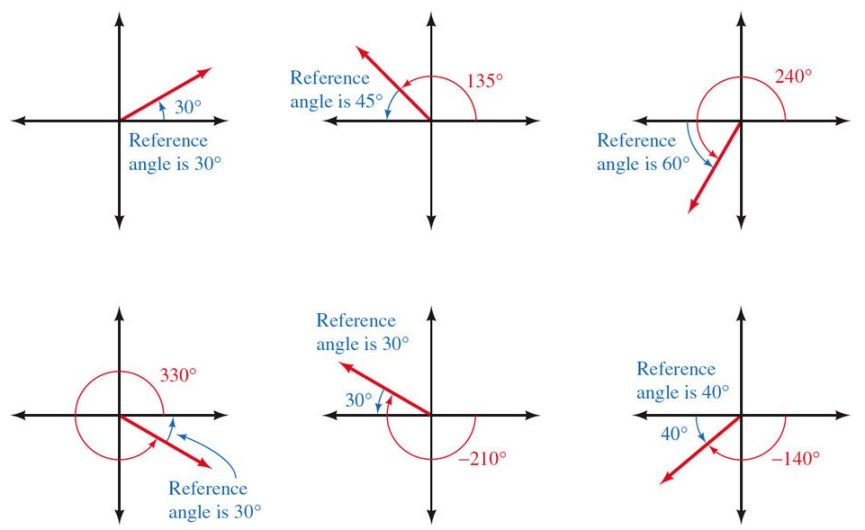 30°
Reference
angle is 30°
Reference
angle is 45°
135°
240°
Reference
angle is 60°
330°
Reference
angle is 30°
Reference
angle is 30°
30°
–210°
Reference
angle is 40°
40°
–140°